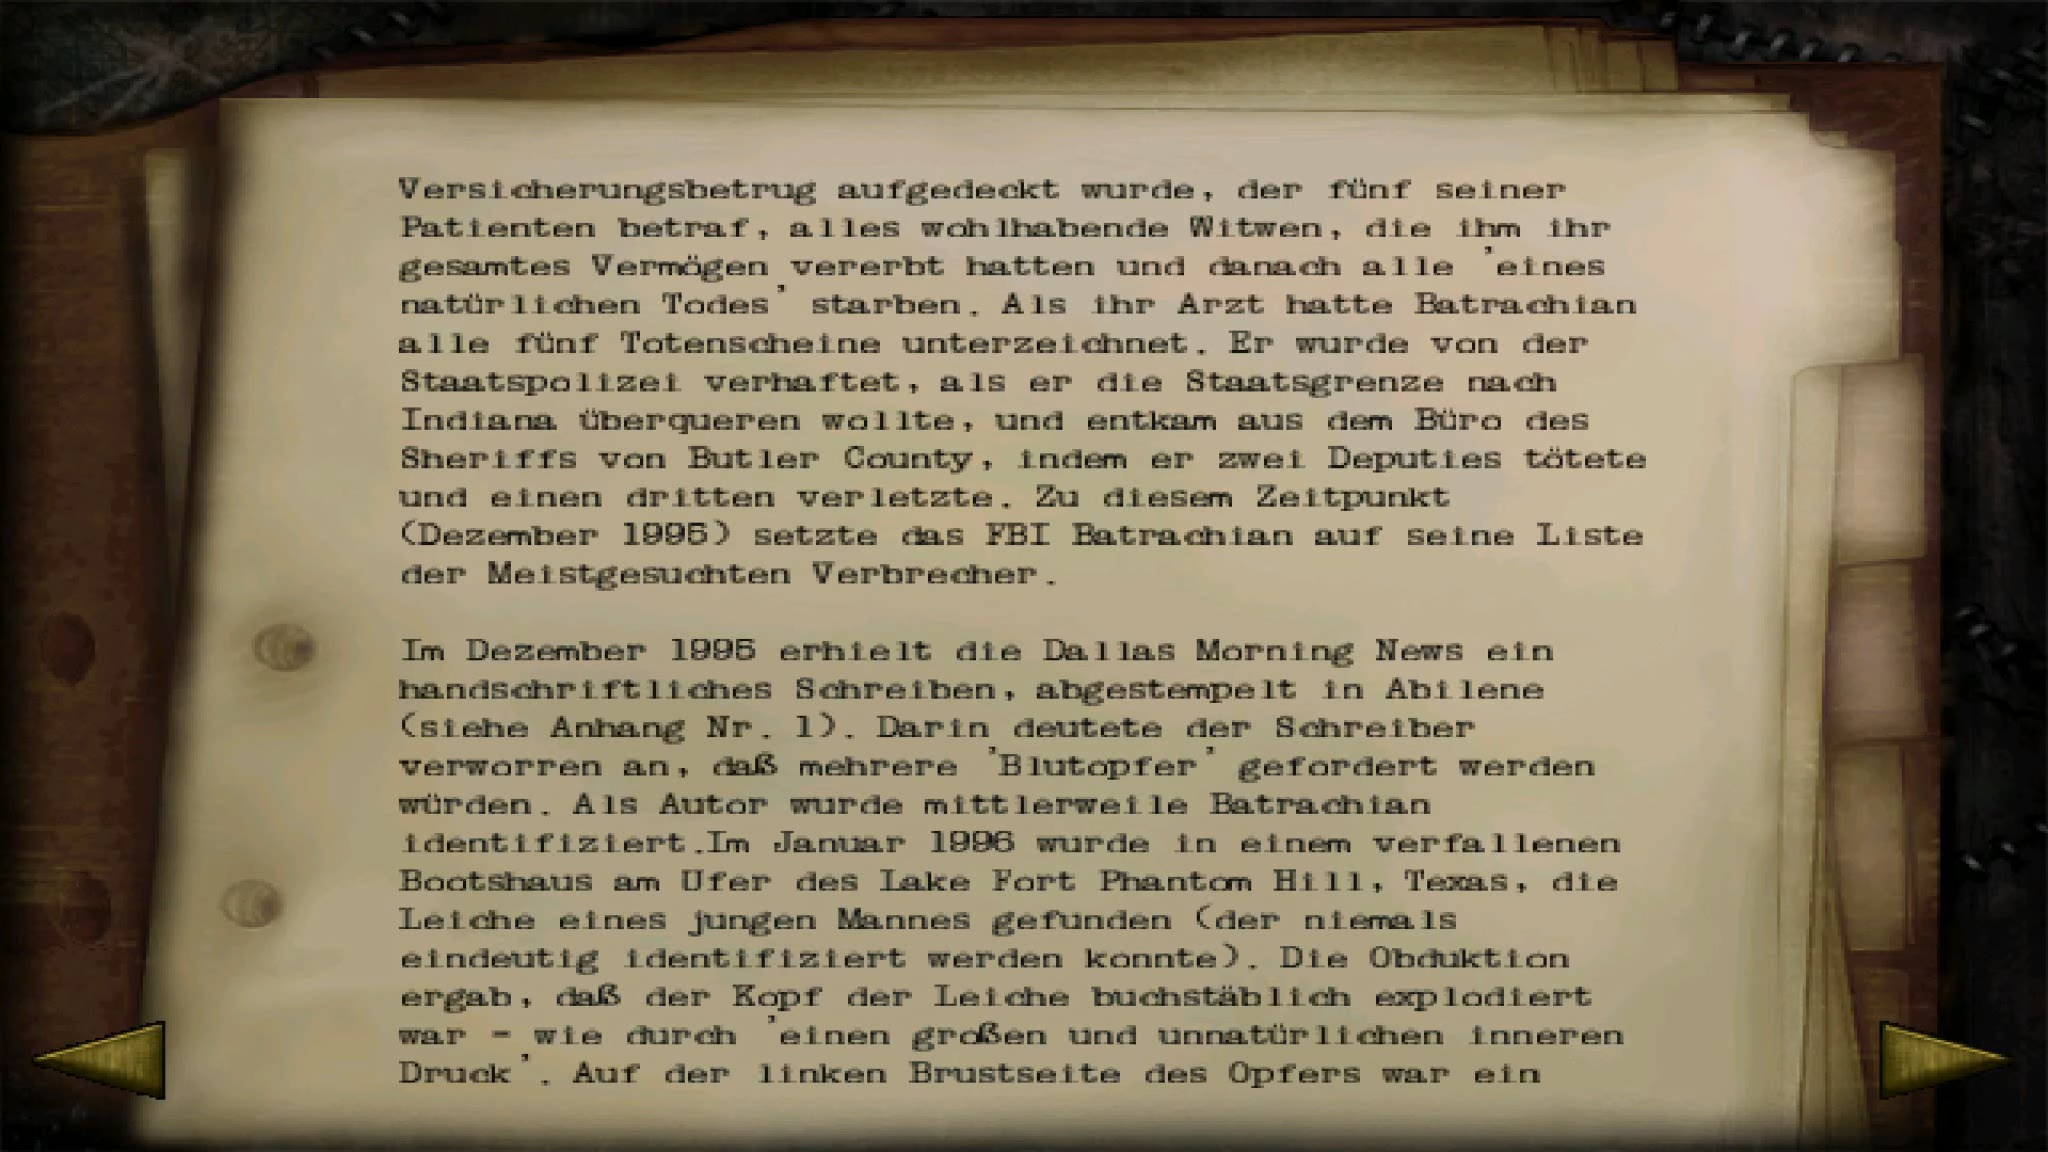 Versicherungsbetrug aufgedeckt wurde, der fünf seiner
Patienten betraf, alles wohlhabende Witwen, die ihm ihr
gesamtes Vermögen vererbt hatten und danach alle 'eines
natürlichen Todes' starben. Als ihr Arzt hatte Batrachian
alle fünf Totenscheine unterzeichnet. Er wurde von der
Staatspolizei verhaftet, als er die Staatsgrenze nach
Indiana überqueren wollte, und entkam aus dem Büro des
Sheriffs von Butler County, indem er zwei Deputies tötete
und einen dritten verletzte. Zu diesem Zeitpunkt
(Dezember 1995) setzte das FBI Batrachian auf seine Liste
der Meistgesuchten Verbrecher.

Im Dezember 1995 erhielt die Dallas Morning News ein
handschriftliches Schreiben, abgestempelt in Abilene
(siehe Anhang Nr. 1). Darin deutete der Schreiber
verworren an, daß mehrere 'Blutopfer' gefordert werden
würden. Als Autor wurde mittlerweile Batrachian
identifiziert.Im Januar 1996 wurde in einem verfallenen
Bootshaus am Ufer des Lake Fort Phantom Hill, Texas, die
Leiche eines jungen Mannes gefunden (der niemals
eindeutig identifiziert werden konnte). Die Obduktion
ergab, daß der Kopf der Leiche buchstäblich explodiert
war - wie durch 'einen großen und unnatürlichen inneren
Druck'. Auf der linken Brustseite des Opfers war ein